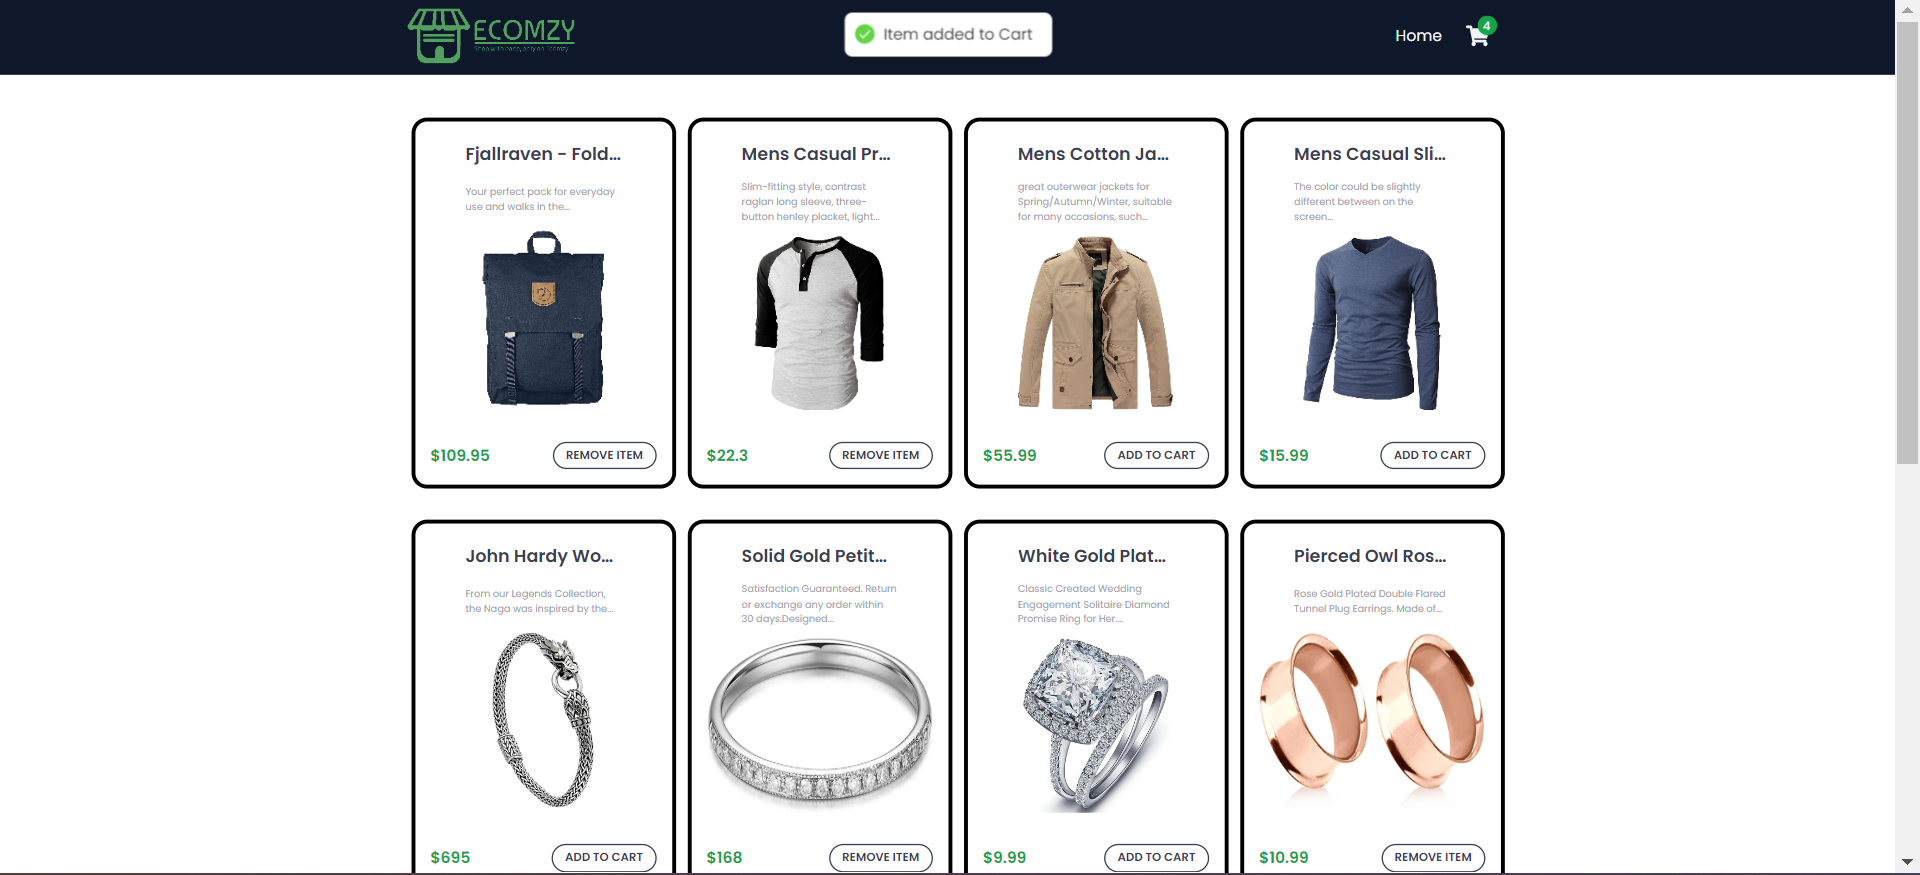 ECOMZY
Shop with ease, only on Ecomzy
Item added to Cart
Home
4
Fjallraven - Fold...
Your perfect pack for everyday
use and walks in the...
$109.95
REMOVE ITEM
Mens Casual Pr...
Slim-fitting style, contrast
raglan long sleeve, three-
button henley placket, light...
$22.3
REMOVE ITEM
Mens Cotton Ja...
great outerwear jackets for
Spring/Autumn/Winter, suitable
for many occasions, such...
$55.99
ADD TO CART
Mens Casual Sli...
The color could be slightly
different between on the
screen...
$15.99
ADD TO CART
John Hardy Wo...
From our Legends Collection,
the Naga was inspired by the...
$695
ADD TO CART
Solid Gold Petit...
Satisfaction Guaranteed. Return
or exchange any order within
30 days.Designed...
$168
REMOVE ITEM
White Gold Plat...
Classic Created Wedding
Engagement Solitaire Diamond
Promise Ring for Her....
$9.99
ADD TO CART
Pierced Owl Ros...
Rose Gold Plated Double Flared
Tunnel Plug Earrings. Made of...
$10.99
REMOVE ITEM